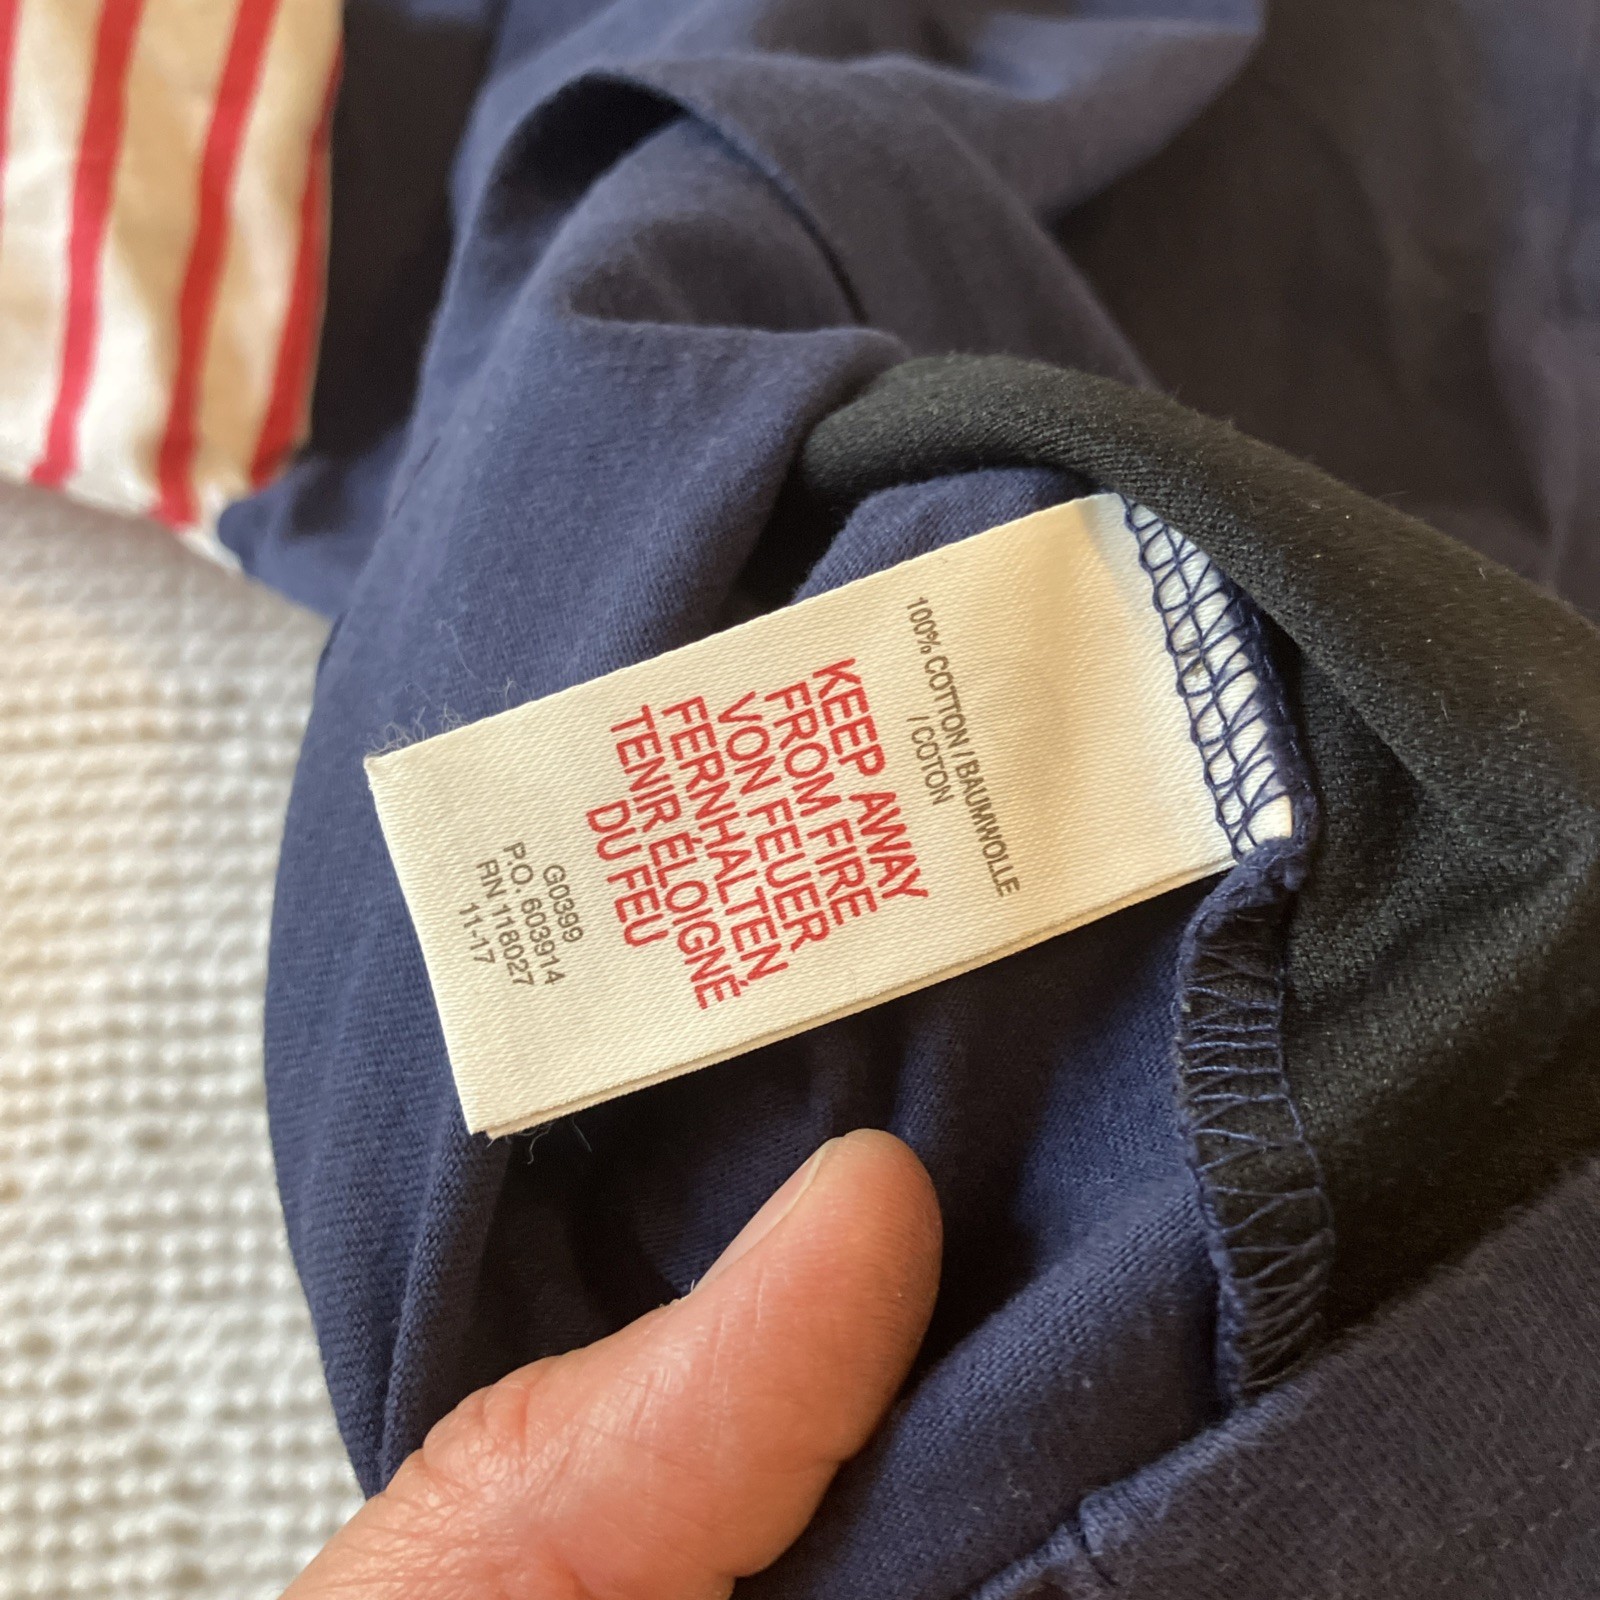 100% COTTON / BAUMWOLLE
/ COTON
KEEP AWAY
FROM FIRE
VON FEUER
FERNHALTEN
TENIR ÉLOIGNÉ
DU FEU
G0399
P.O. 603914
RN 118027
11-17